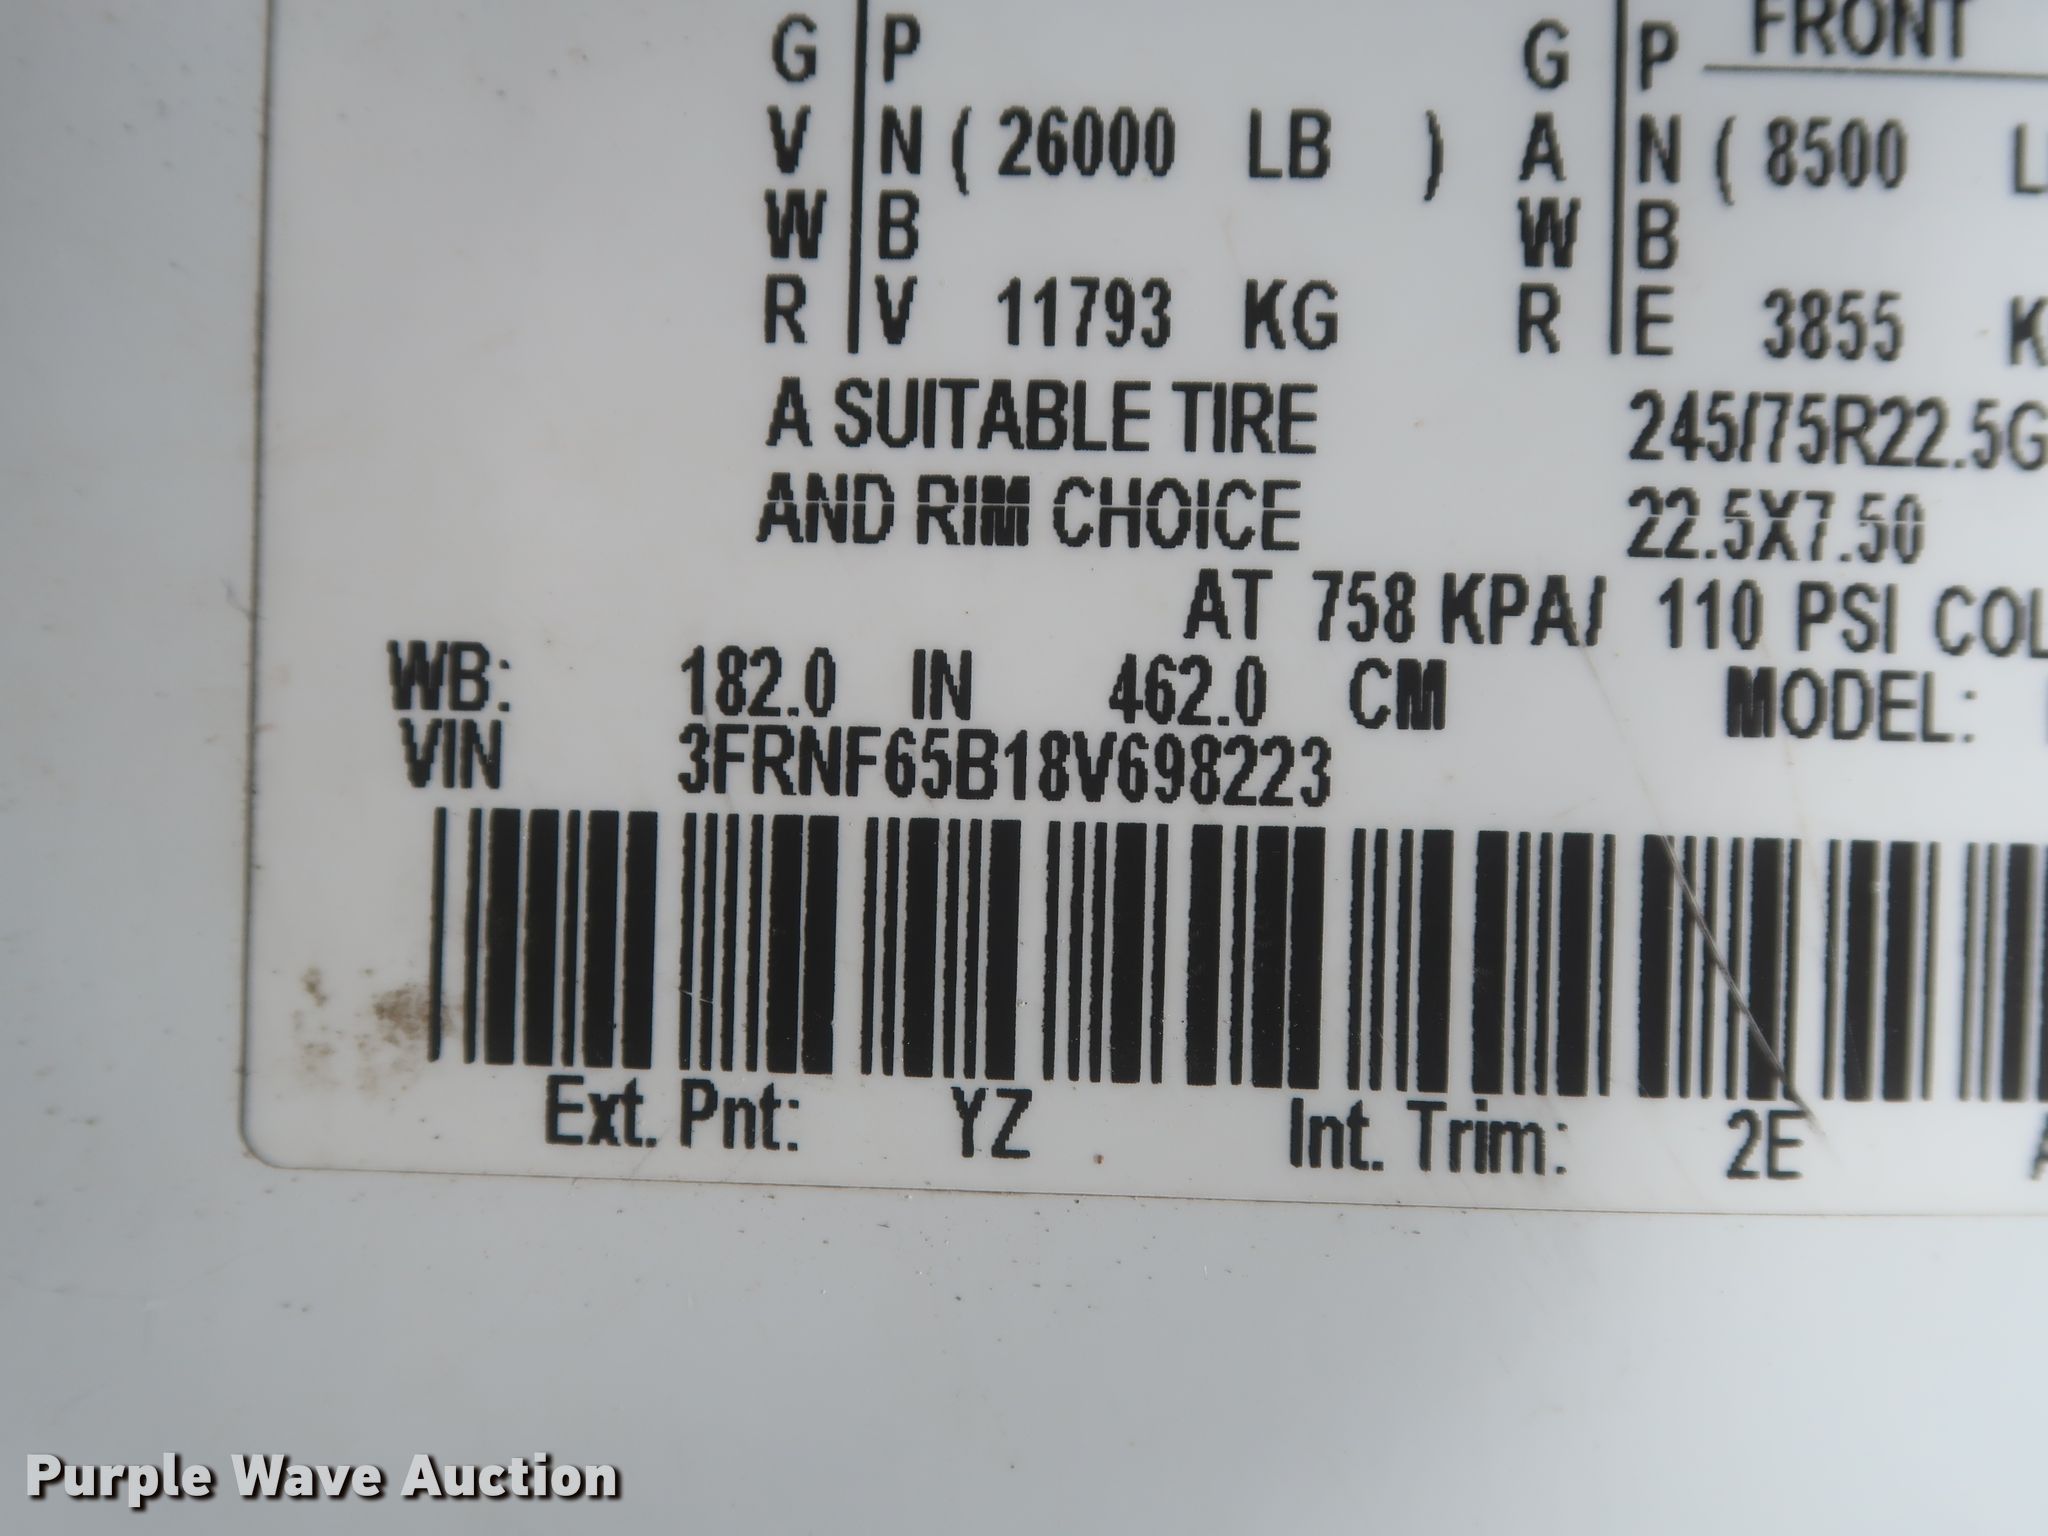 G P G P FRONT
V N ( 26000 LB ) A N ( 8500
W B W B
R V 11793 KG R E 3855
A SUITABLE TIRE 245/75R22.5G
AND RIM CHOICE 22.5X7.50
AT 758 KPA/ 110 PSI COL
WB: 182.0 IN 462.0 CM MODEL:
VIN 3FRNF65B18V698223
Ext. Pnt: YZ Int. Trim: 2E
Purple Wave Auction